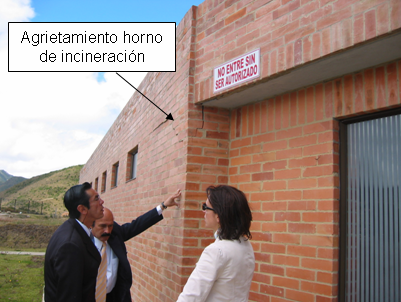 Agrietamiento horno
de incineración
NO ENTRE SIN
SER AUTORIZADO